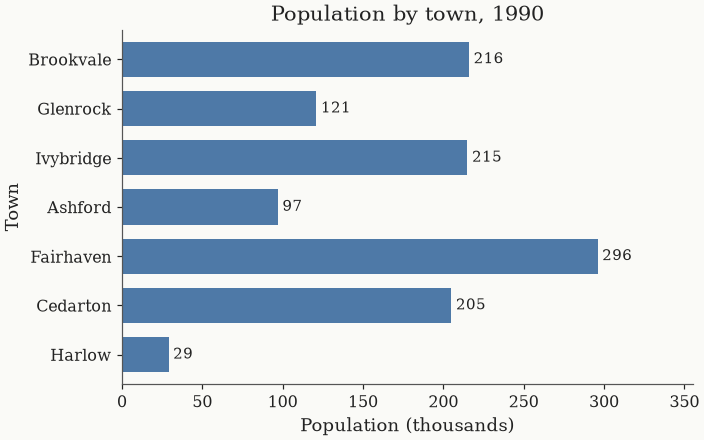 Population by town, 1990
Town
Brookvale 216
Glenrock 121
Ivybridge 215
Ashford 97
Fairhaven 296
Cedarton 205
Harlow 29
0 50 100 150 200 250 300 350
Population (thousands)